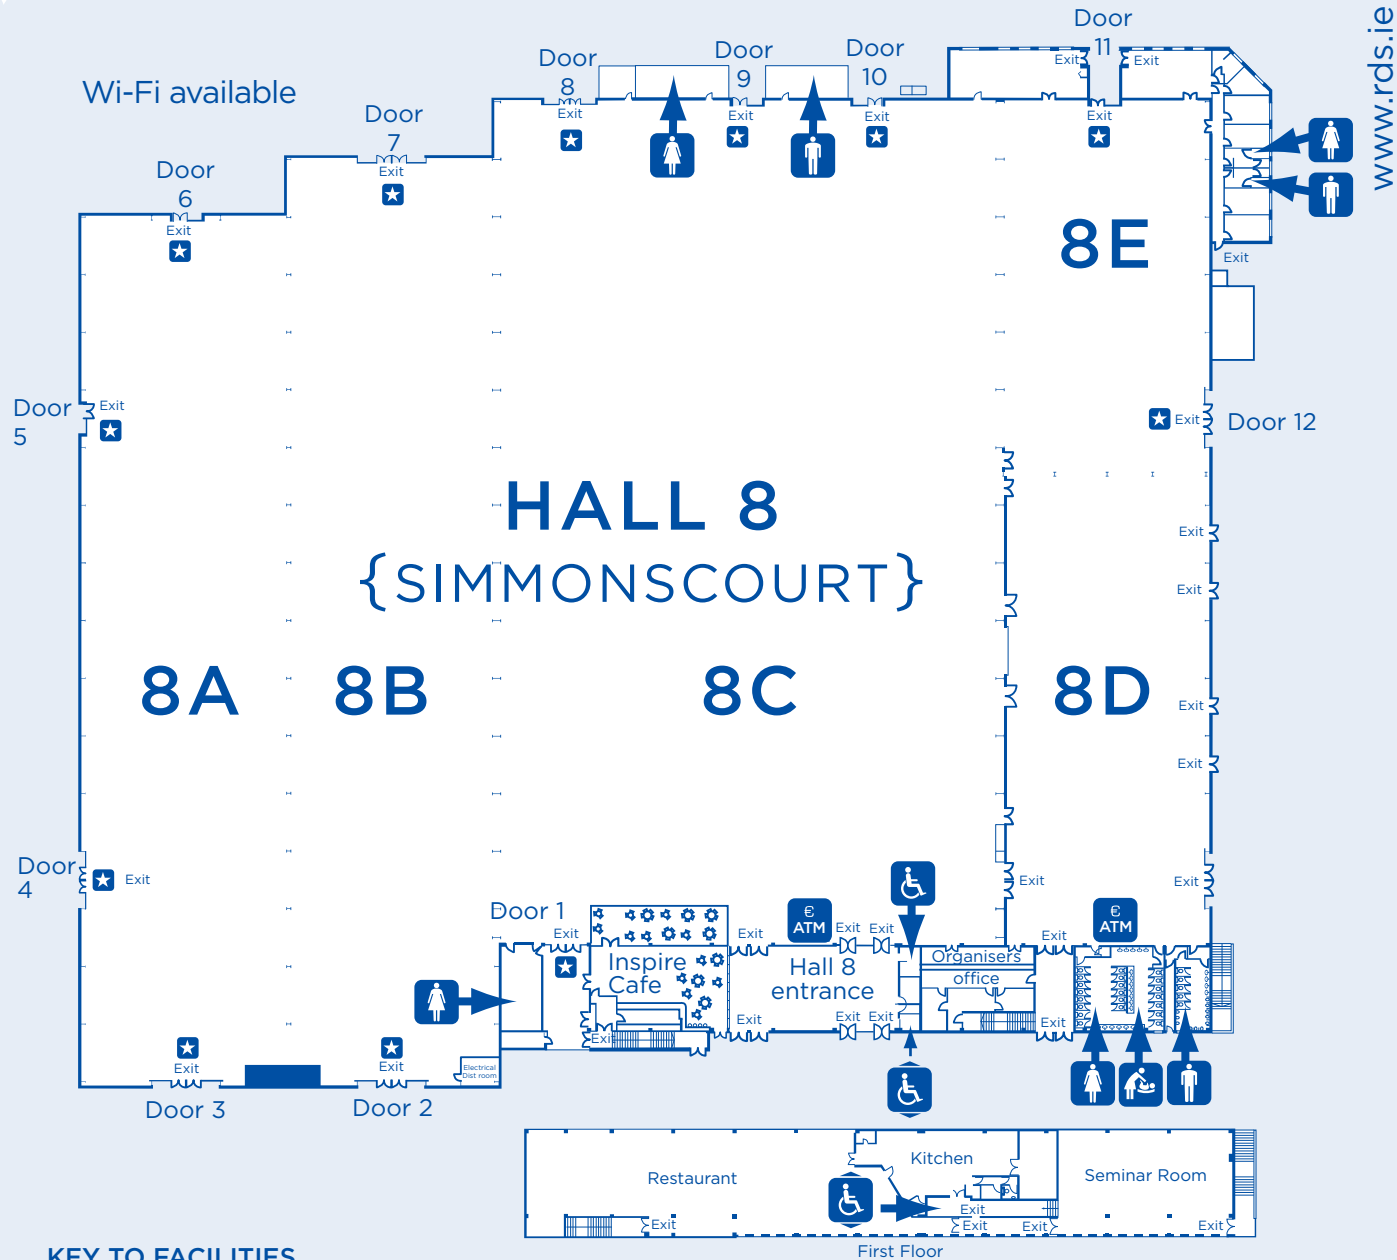 www.rds.ie
Wi-Fi available
Door
6
Exit
Door
7
Exit
Door
8
Exit
Door
9
Exit
Door
10
Exit
Door
11
Exit
Exit
Exit
Exit
8E
Door
5
Exit
Exit
Door 12
HALL 8
{SIMMONSCOURT}
Exit
Exit
8A
8B
8C
8D
Exit
Exit
Door
4
Exit
Exit
Exit
Door 1
Exit
€
ATM
€
ATM
Exit
Exit
Exit
Exit
Inspire
Cafe
Hall 8
entrance
Organisers
office
Exit
Exit
Exit
Exit
Exit
Electrical
Dist room
Exit
Exit
Door 3
Door 2
Restaurant
Kitchen
Seminar Room
Exit
Exit
Exit
Exit
Exit
First Floor
KEY TO FACILITIES